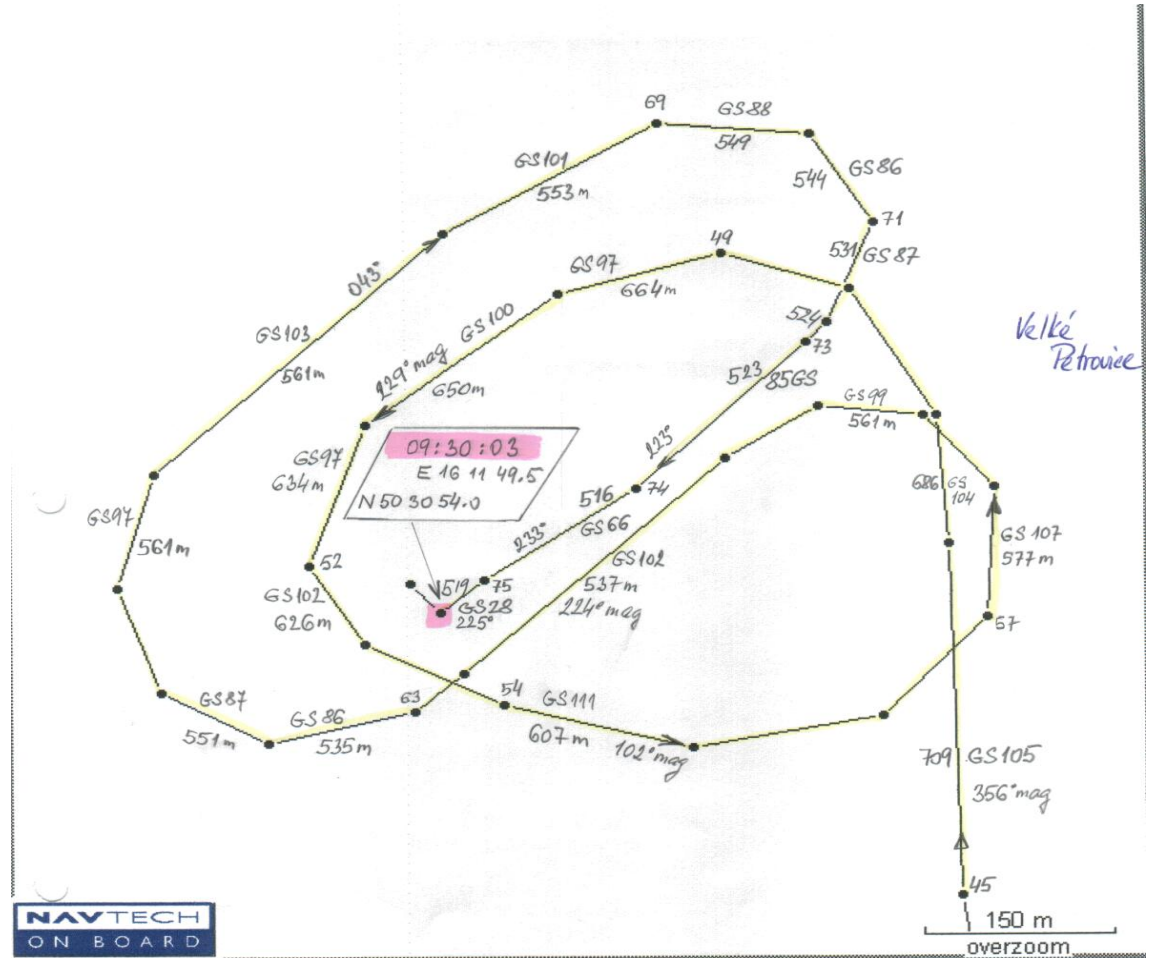 69
GS88
549
GS101
553m
GS86
544
71
531
GS87
043°
49
GS97
664m
524
73
Velké
Petrovice
GS103
561m
GS100
229° mag
650m
523
85GS
GS99
561m
223°
09:30:03
E 16 11 49.5
N 50 30 54.0
GS97
634m
516
74
686
GS
104
GS97
561m
233°
GS66
GS102
537m
224° mag
GS107
577m
52
519
75
GS28
225°
GS102
626m
57
GS87
551m
GS86
535m
63
54
GS111
607m
102° mag
709
GS105
356° mag
45
NAVTECH
ON BOARD
150 m
overzoom